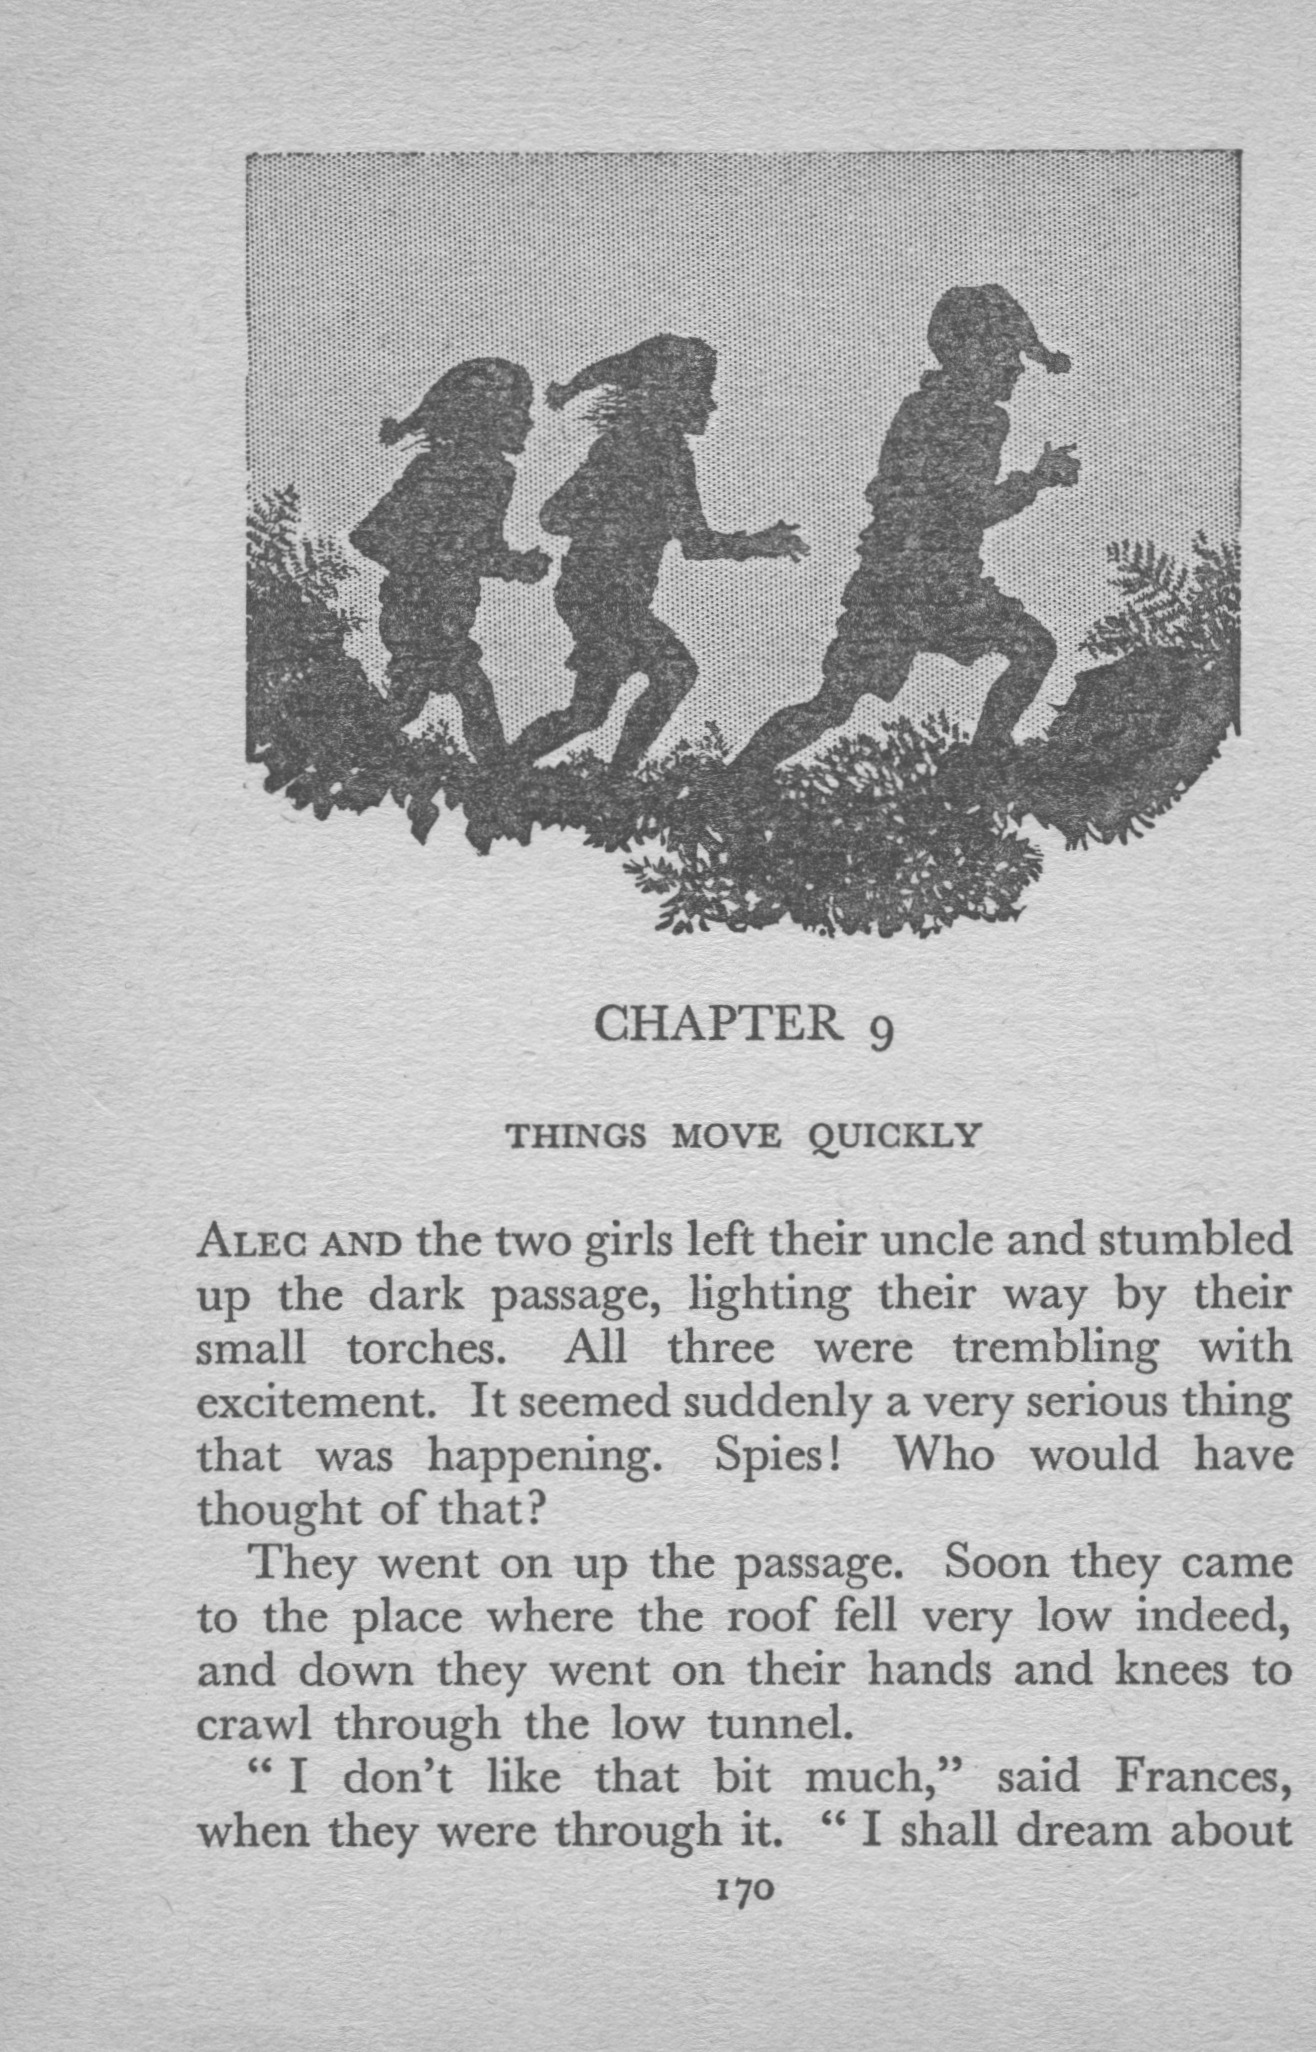 CHAPTER 9
THINGS MOVE QUICKLY
ALEC AND the two girls left their uncle and stumbled
up the dark passage, lighting their way by their
small torches. All three were trembling with
excitement. It seemed suddenly a very serious thing
that was happening. Spies! Who would have
thought of that?
They went on up the passage. Soon they came
to the place where the roof fell very low indeed,
and down they went on their hands and knees to
crawl through the low tunnel.
“ I don’t like that bit much,” said Frances,
when they were through it. “ I shall dream about
170